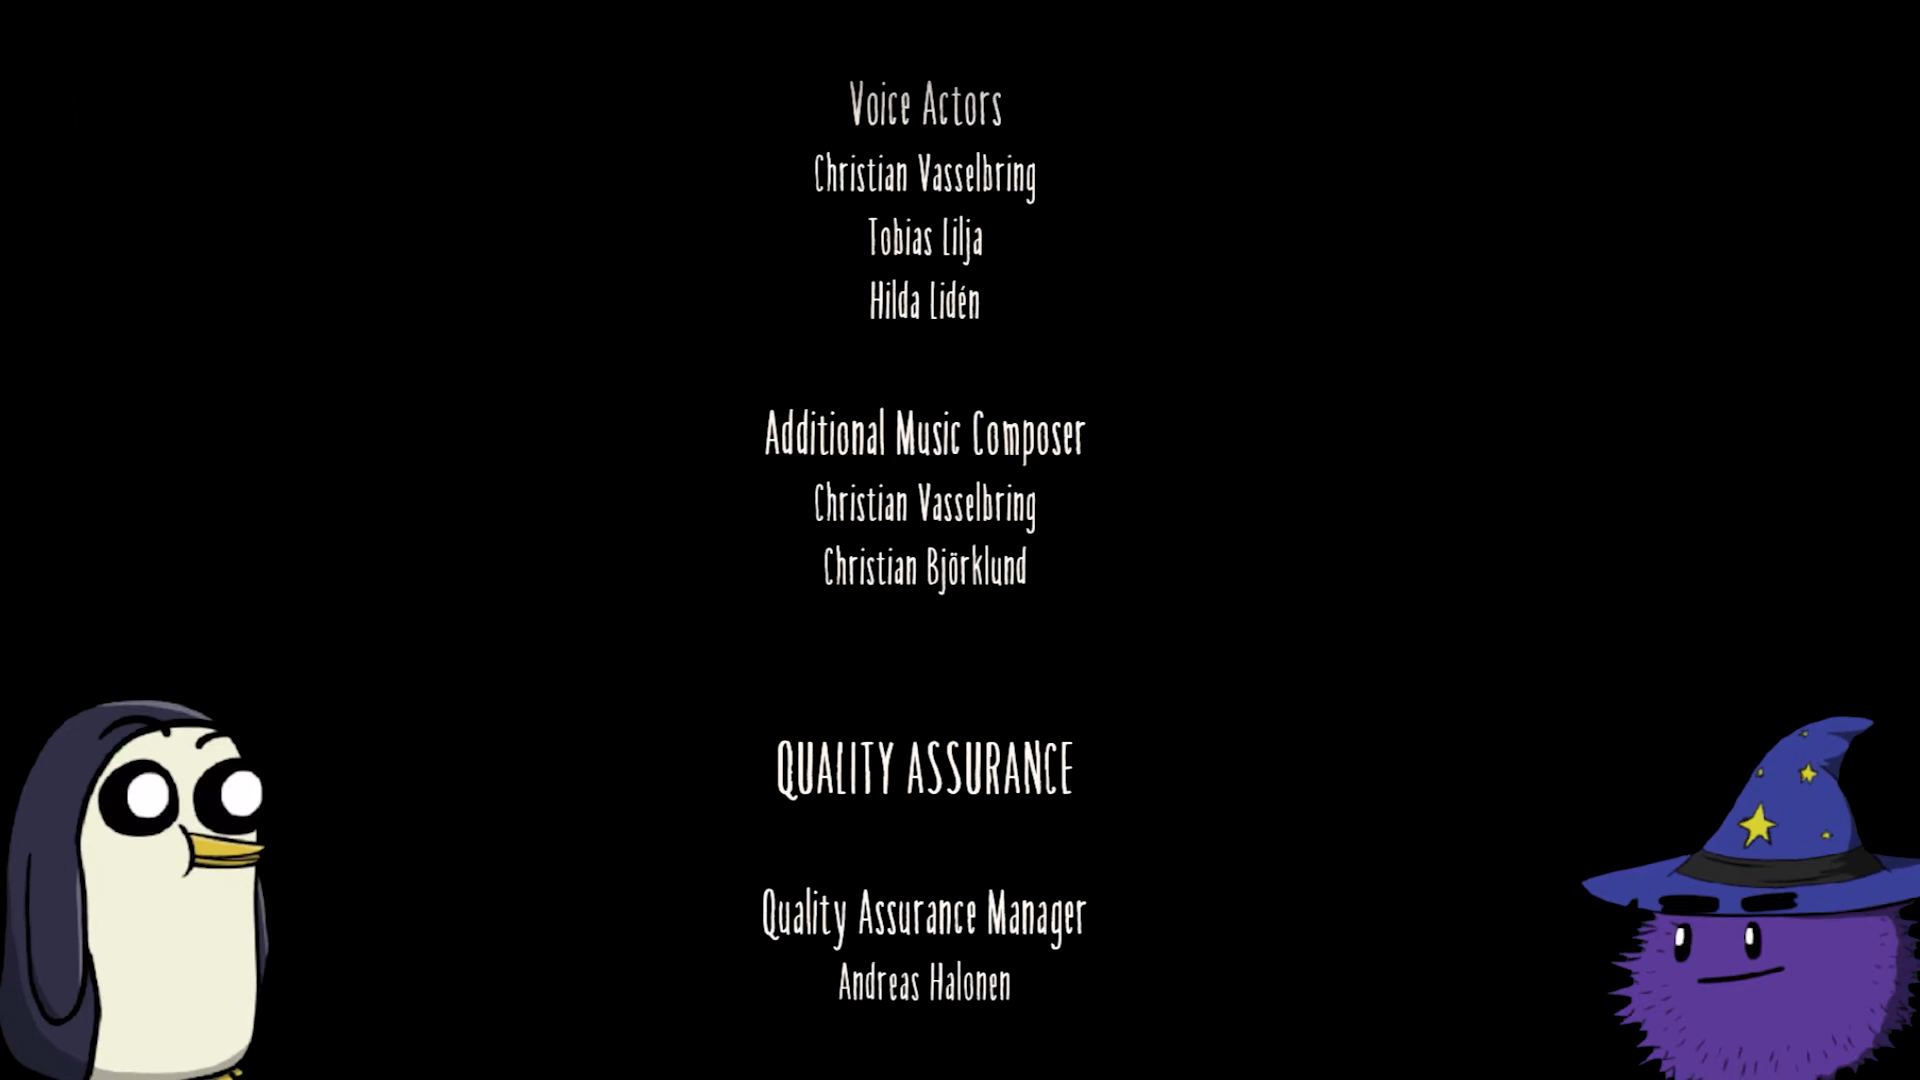 Voice Actors
Christian Vasselbring
Tobias Lilja
Hilda Lidén
Additional Music Composer
Christian Vasselbring
Christian Björklund
QUALITY ASSURANCE
Quality Assurance Manager
Andreas Halonen